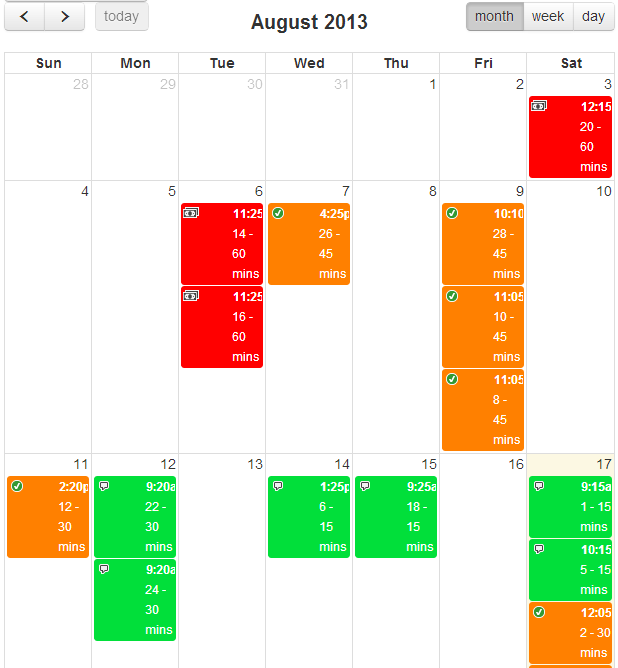 today
August 2013
month week day
Sun Mon Tue Wed Thu Fri Sat
28 29 30 31 1 2 3
12:15
20 -
60
mins
4 5 6 7 8 9 10
11:25
14 -
60
mins
11:25
16 -
60
mins
4:25p
26 -
45
mins
10:10
28 -
45
mins
11:05
10 -
45
mins
11:05
8 -
45
mins
11 12 13 14 15 16 17
2:20p
12 -
30
mins
9:20a
22 -
30
mins
9:20a
24 -
30
mins
1:25p
6 -
15
mins
9:25a
18 -
15
mins
9:15a
1 - 15
mins
10:15
5 - 15
mins
12:05
2 - 30
mins